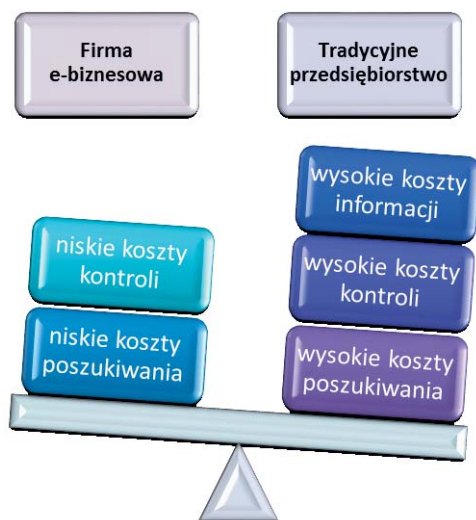 Firma
e-biznesowa
Tradycyjne
przedsiębiorstwo
niskie koszty
kontroli
niskie koszty
poszukiwania
wysokie koszty
informacji
wysokie koszty
kontroli
wysokie koszty
poszukiwania